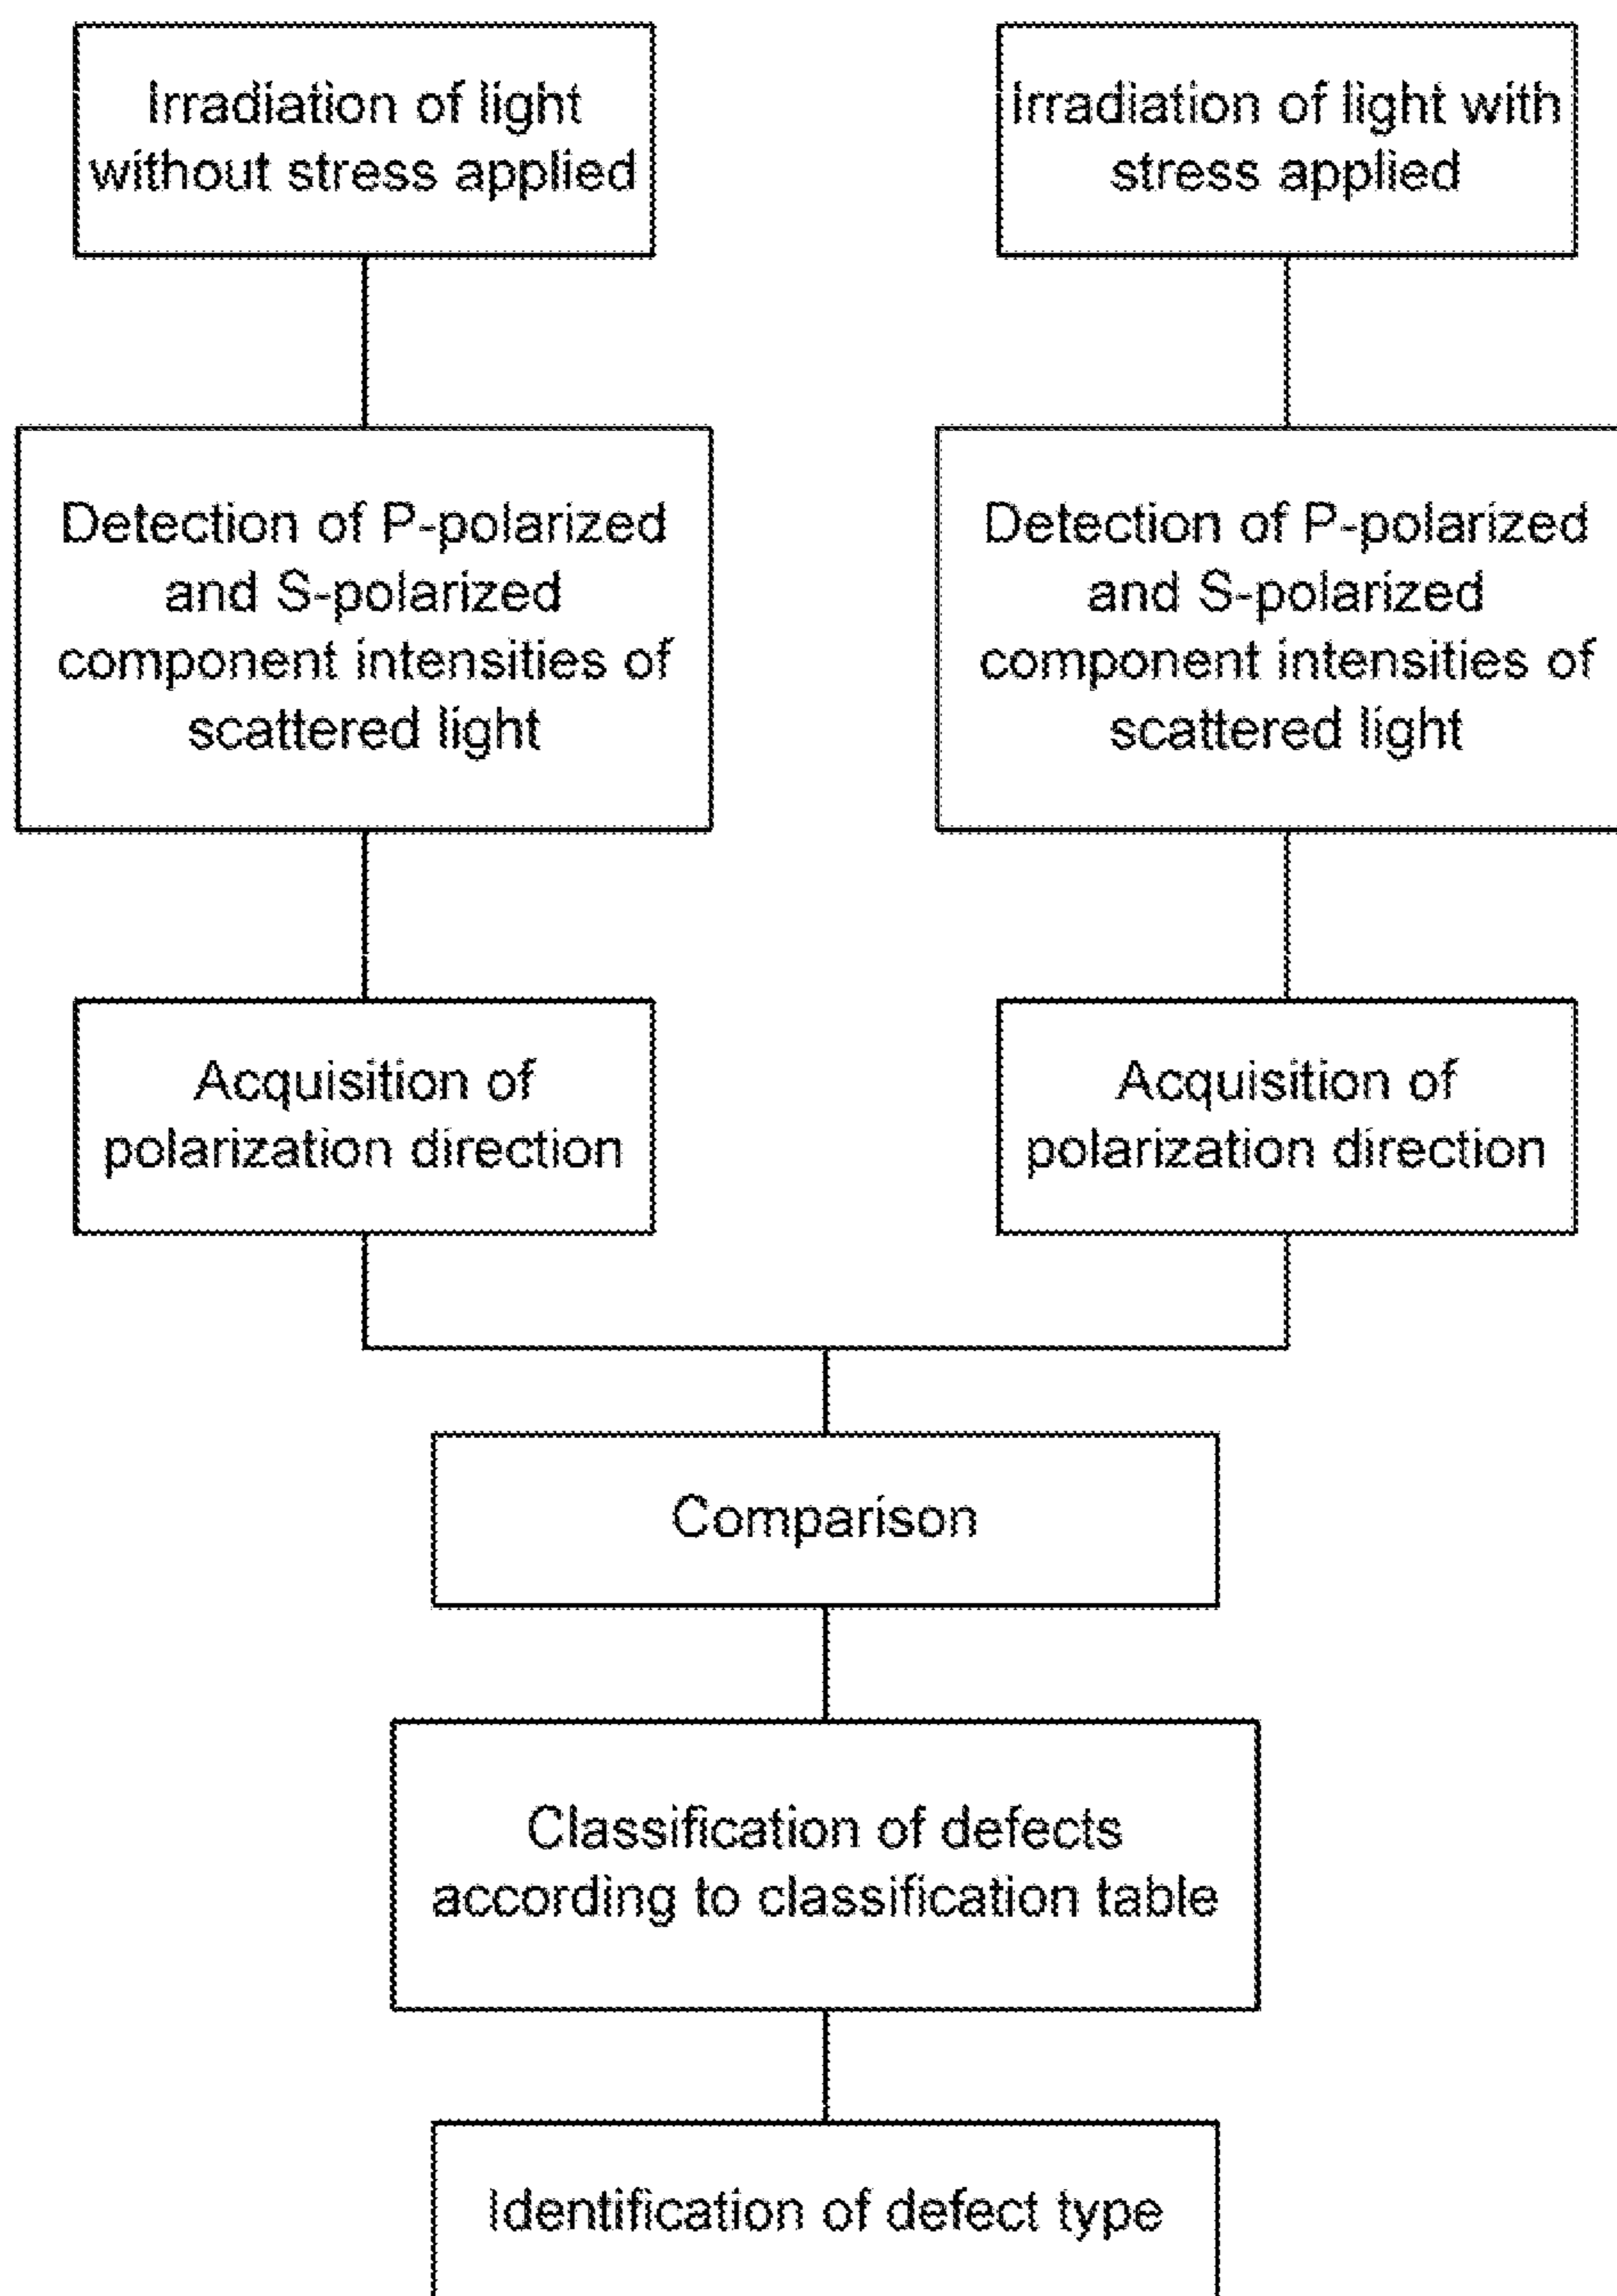 Irradiation of light
without stress applied
Irradiation of light with
stress applied
Detection of P-polarized
and S-polarized
component intensities of
scattered light
Detection of P-polarized
and S-polarized
component intensities of
scattered light
Acquisition of
polarization direction
Acquisition of
polarization direction
Comparison
Classification of defects
according to classification table
Identification of defect type